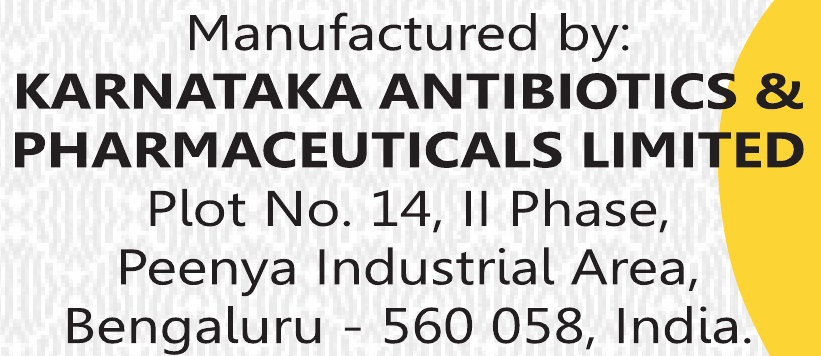 Manufactured by:
KARNATAKA ANTIBIOTICS &
PHARMACEUTICALS LIMITED
Plot No. 14, II Phase,
Peenya Industrial Area,
Bengaluru - 560 058, India.